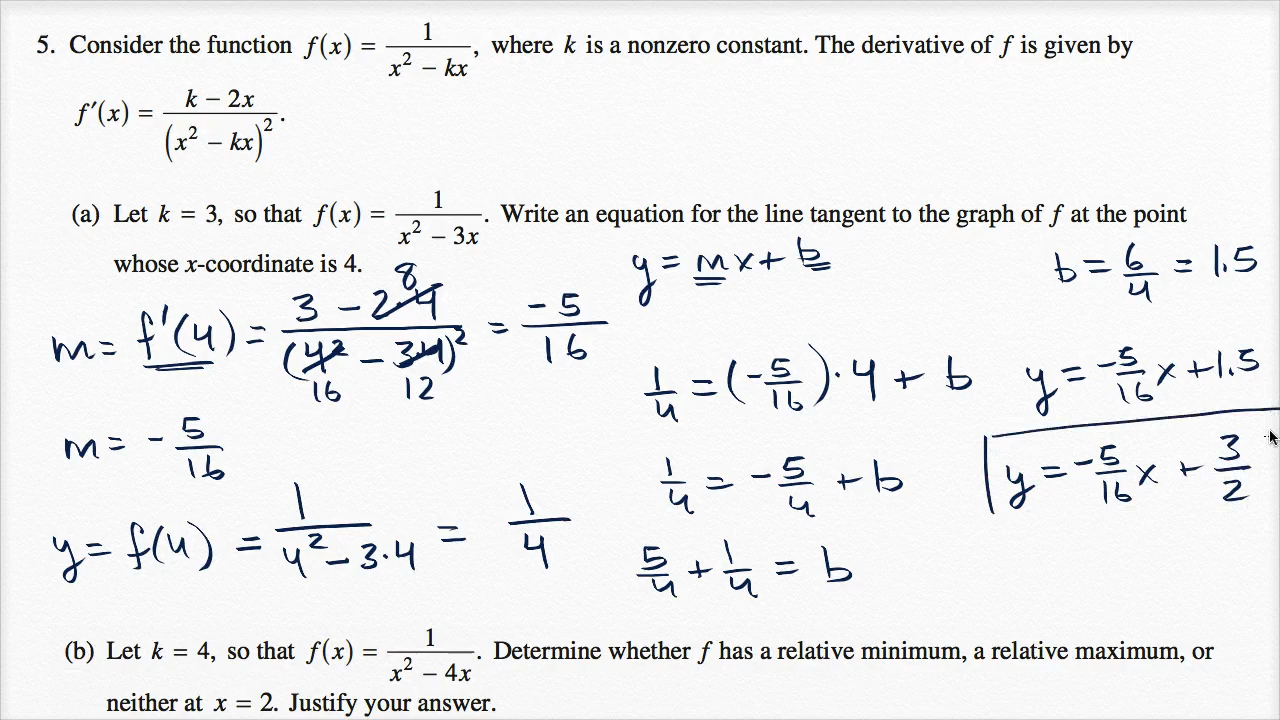 5. Consider the function f(x) = 1/(x² − kx), where k is a nonzero constant. The derivative of f is given by
f′(x) = (k − 2x)/(x² − kx)².
(a) Let k = 3, so that f(x) = 1/(x² − 3x). Write an equation for the line tangent to the graph of f at the point
whose x-coordinate is 4.
m = f′(4) = (3 − 2·4)/(4² − 3·4)² = −5/16
8
16 12
m = −5/16
y = f(4) = 1/(4² − 3·4) = 1/4
y = mx + b
1/4 = (−5/16)·4 + b
1/4 = −5/4 + b
5/4 + 1/4 = b
b = 6/4 = 1.5
y = −5/16 x + 1.5
y = −5/16 x + 3/2
(b) Let k = 4, so that f(x) = 1/(x² − 4x). Determine whether f has a relative minimum, a relative maximum, or
neither at x = 2. Justify your answer.